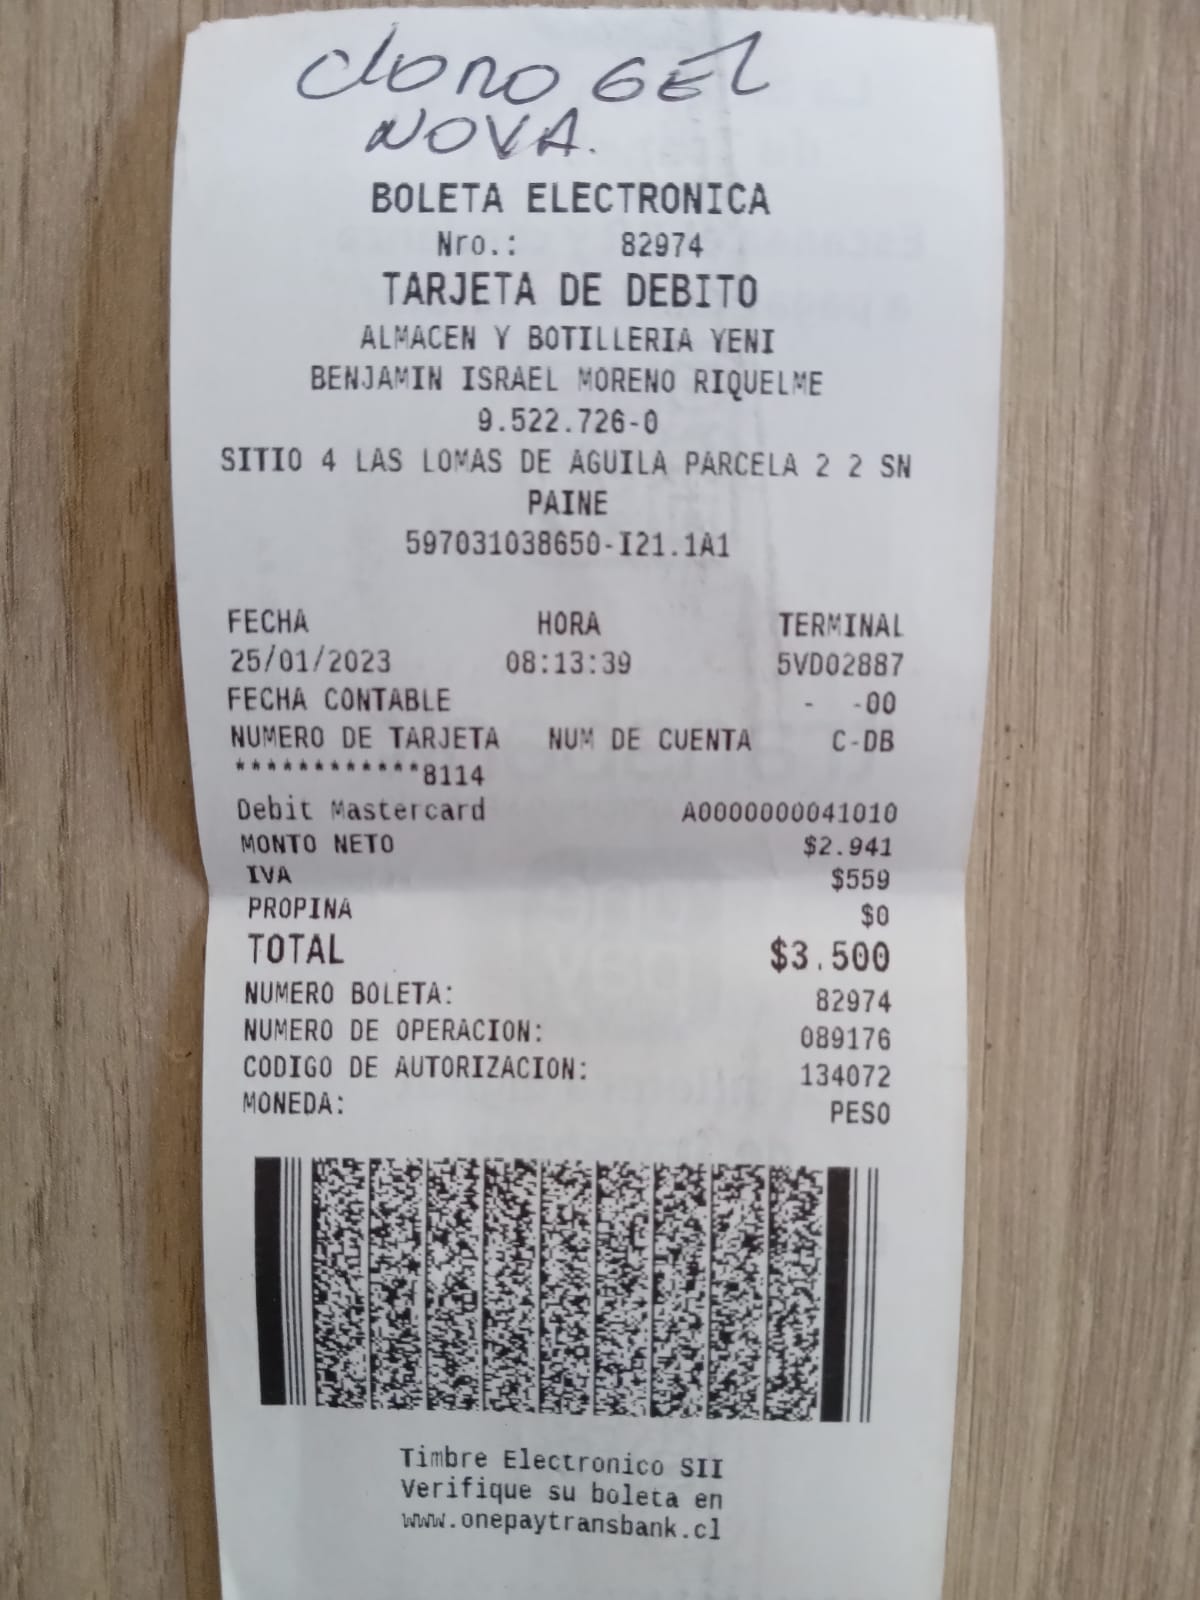 Cloro GEL
NOVA.
BOLETA ELECTRONICA
Nro.: 82974
TARJETA DE DEBITO
ALMACEN Y BOTILLERIA YENI
BENJAMIN ISRAEL MORENO RIQUELME
9.522.726-0
SITIO 4 LAS LOMAS DE AGUILA PARCELA 2 2 SN
PAINE
597031038650-I21.1A1
FECHA HORA TERMINAL
25/01/2023 08:13:39 5VD02887
FECHA CONTABLE - -00
NUMERO DE TARJETA NUM DE CUENTA C-DB
************8114
Debit Mastercard A0000000041010
MONTO NETO $2.941
IVA $559
PROPINA $0
TOTAL $3.500
NUMERO BOLETA: 82974
NUMERO DE OPERACION: 089176
CODIGO DE AUTORIZACION: 134072
MONEDA: PESO
Timbre Electronico SII
Verifique su boleta en
www.onepaytransbank.cl